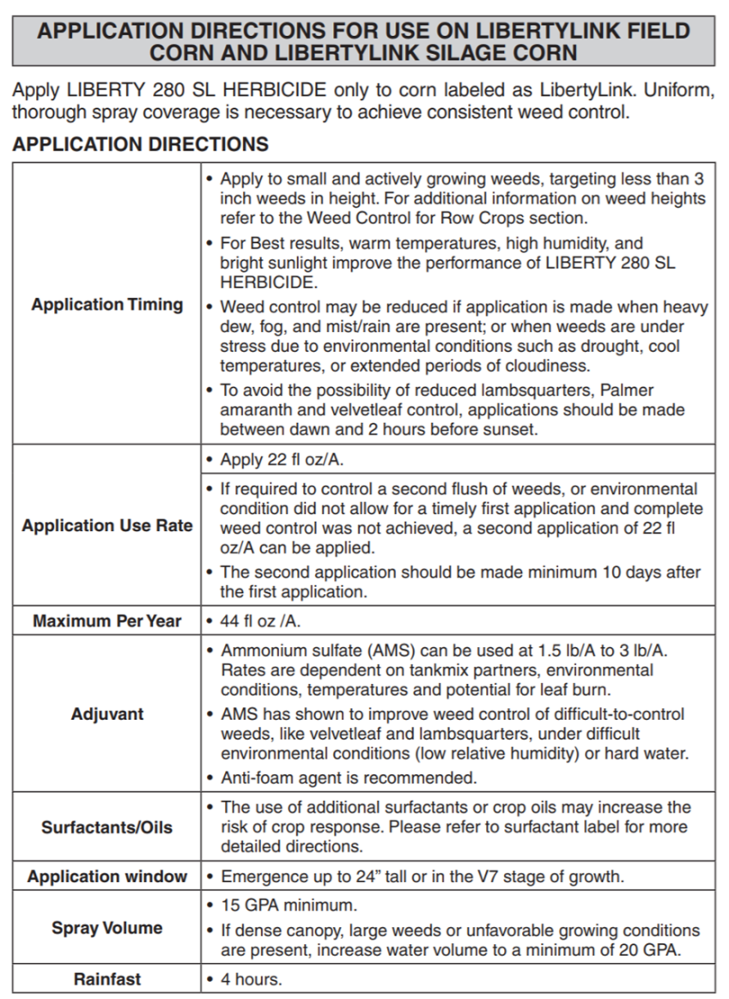 APPLICATION DIRECTIONS FOR USE ON LIBERTYLINK FIELD
CORN AND LIBERTYLINK SILAGE CORN
Apply LIBERTY 280 SL HERBICIDE only to corn labeled as LibertyLink. Uniform,
thorough spray coverage is necessary to achieve consistent weed control.
APPLICATION DIRECTIONS
Application Timing
• Apply to small and actively growing weeds, targeting less than 3
inch weeds in height. For additional information on weed heights
refer to the Weed Control for Row Crops section.
• For Best results, warm temperatures, high humidity, and
bright sunlight improve the performance of LIBERTY 280 SL
HERBICIDE.
• Weed control may be reduced if application is made when heavy
dew, fog, and mist/rain are present; or when weeds are under
stress due to environmental conditions such as drought, cool
temperatures, or extended periods of cloudiness.
• To avoid the possibility of reduced lambsquarters, Palmer
amaranth and velvetleaf control, applications should be made
between dawn and 2 hours before sunset.
Application Use Rate
• Apply 22 fl oz/A.
• If required to control a second flush of weeds, or environmental
condition did not allow for a timely first application and complete
weed control was not achieved, a second application of 22 fl
oz/A can be applied.
• The second application should be made minimum 10 days after
the first application.
Maximum Per Year
• 44 fl oz /A.
Adjuvant
• Ammonium sulfate (AMS) can be used at 1.5 lb/A to 3 lb/A.
Rates are dependent on tankmix partners, environmental
conditions, temperatures and potential for leaf burn.
• AMS has shown to improve weed control of difficult-to-control
weeds, like velvetleaf and lambsquarters, under difficult
environmental conditions (low relative humidity) or hard water.
• Anti-foam agent is recommended.
Surfactants/Oils
• The use of additional surfactants or crop oils may increase the
risk of crop response. Please refer to surfactant label for more
detailed directions.
Application window
• Emergence up to 24” tall or in the V7 stage of growth.
Spray Volume
• 15 GPA minimum.
• If dense canopy, large weeds or unfavorable growing conditions
are present, increase water volume to a minimum of 20 GPA.
Rainfast
• 4 hours.